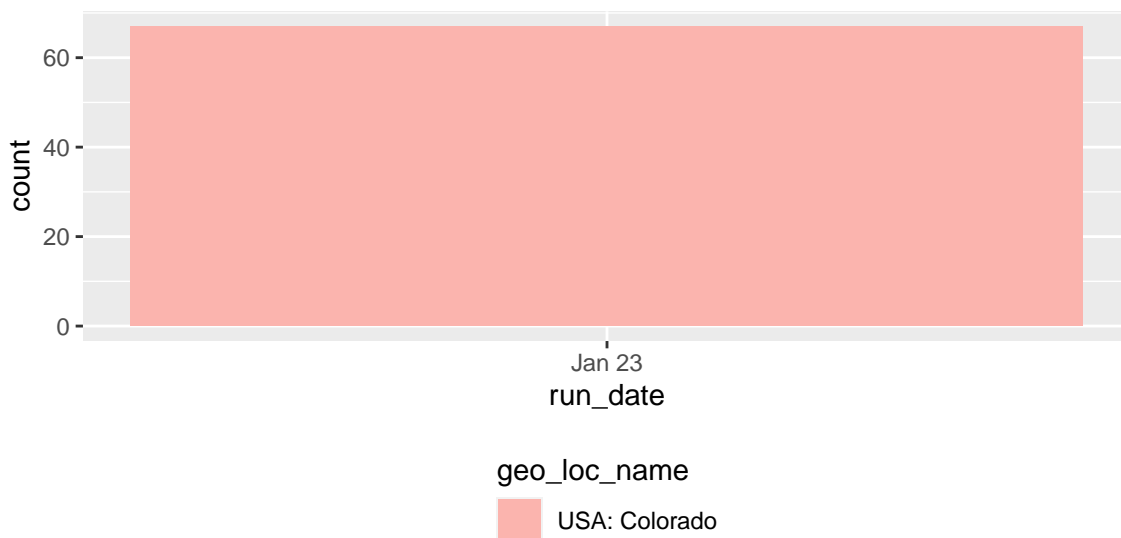 60
40
20
0
count
Jan 23
run_date
geo_loc_name
USA: Colorado